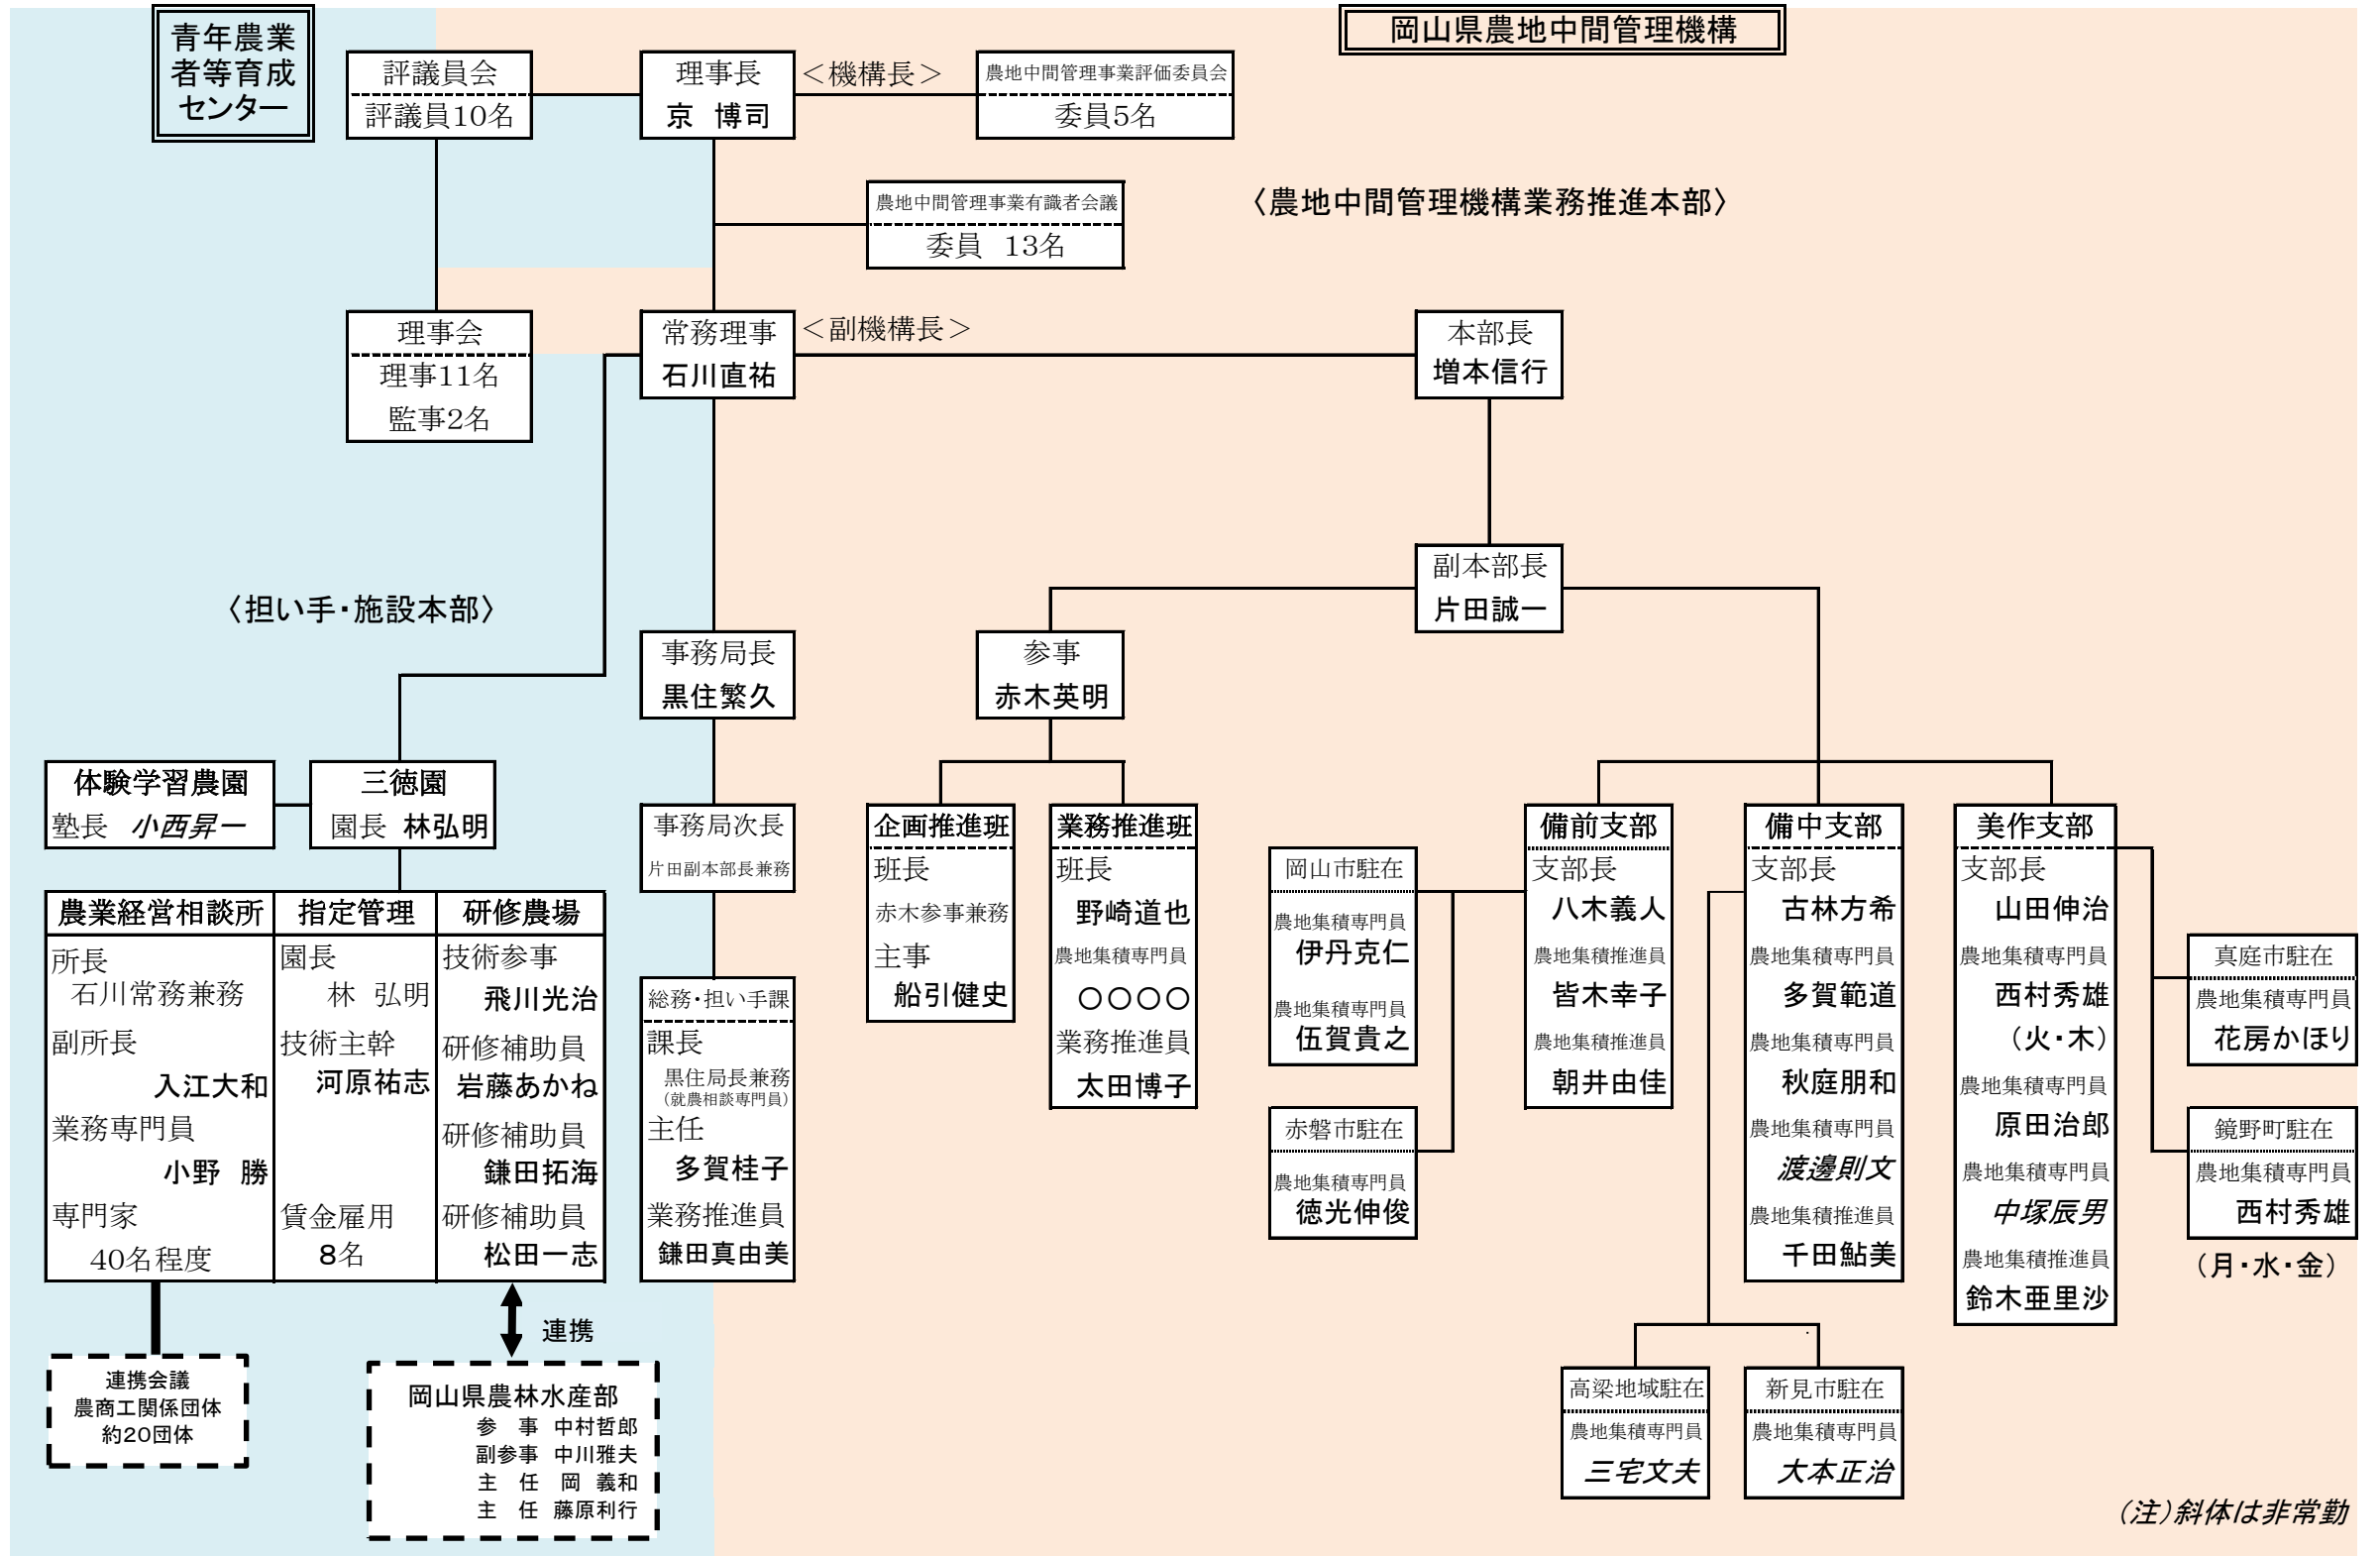 青年農業
者等育成
センター
岡山県農地中間管理機構
評議員会
評議員10名
理事長
京　博司
＜機構長＞
農地中間管理事業評価委員会
委員5名
農地中間管理事業有識者会議
委員　13名
〈農地中間管理機構業務推進本部〉
理事会
理事11名
監事2名
常務理事
石川直祐
＜副機構長＞
本部長
増本信行
副本部長
片田誠一
〈担い手・施設本部〉
事務局長
黒住繁久
参事
赤木英明
体験学習農園
塾長　小西昇一
三徳園
園長 林弘明
事務局次長
片田副本部長兼務
農業経営相談所
所長
石川常務兼務
副所長
入江大和
業務専門員
小野　勝
専門家
40名程度
指定管理
園長
林　弘明
技術主幹
河原祐志
賃金雇用
8名
研修農場
技術参事
飛川光治
研修補助員
岩藤あかね
研修補助員
鎌田拓海
研修補助員
松田一志
総務・担い手課
課長
黒住局長兼務
（就農相談専門員）
主任
多賀桂子
業務推進員
鎌田真由美
企画推進班
班長
赤木参事兼務
主事
船引健史
業務推進班
班長
野崎道也
農地集積専門員
〇〇〇〇
業務推進員
太田博子
岡山市駐在
農地集積専門員
伊丹克仁
農地集積専門員
伍賀貴之
赤磐市駐在
農地集積専門員
徳光伸俊
備前支部
支部長
八木義人
農地集積推進員
皆木幸子
農地集積推進員
朝井由佳
備中支部
支部長
古林方希
農地集積専門員
多賀範道
農地集積専門員
秋庭朋和
農地集積専門員
渡邊則文
農地集積推進員
千田鮎美
美作支部
支部長
山田伸治
農地集積専門員
西村秀雄
（火・木）
農地集積専門員
原田治郎
農地集積専門員
中塚辰男
農地集積推進員
鈴木亜里沙
真庭市駐在
農地集積専門員
花房かほり
鏡野町駐在
農地集積専門員
西村秀雄
（月・水・金）
高梁地域駐在
農地集積専門員
三宅文夫
新見市駐在
農地集積専門員
大本正治
連携会議
農商工関係団体
約20団体
連携
岡山県農林水産部
参　事　中村哲郎
副参事　中川雅夫
主　任　岡　義和
主　任　藤原利行
（注）斜体は非常勤